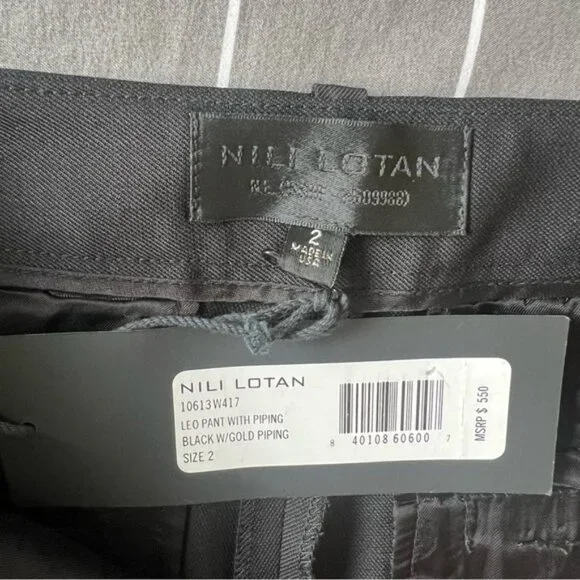 NILI LOTAN
2
MADE IN
USA
NILI LOTAN
10613W417
LEO PANT WITH PIPING
BLACK W/GOLD PIPING
SIZE 2
8 40108 60600 7
MSRP $ 550